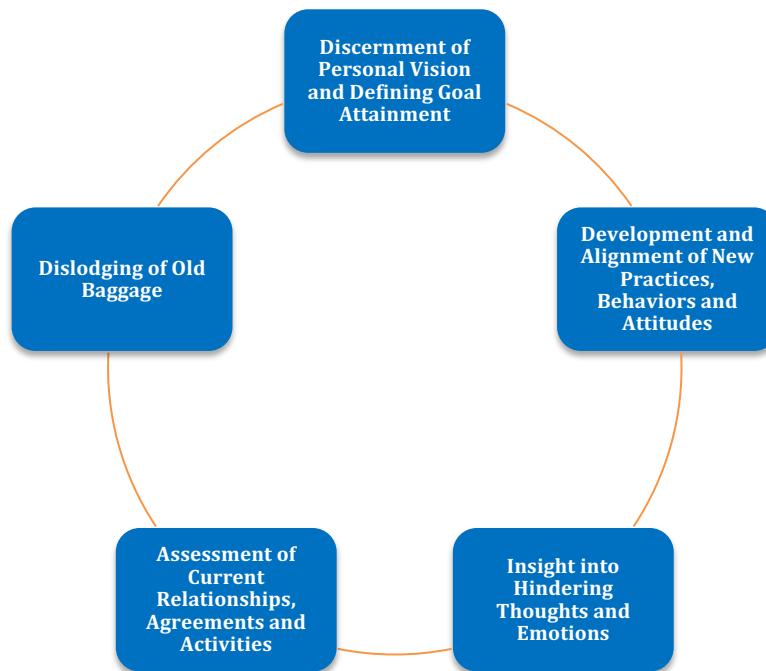 Discernment of
Personal Vision
and Defining Goal
Attainment
Development and
Alignment of New
Practices,
Behaviors and
Attitudes
Insight into
Hindering
Thoughts and
Emotions
Assessment of
Current
Relationships,
Agreements and
Activities
Dislodging of Old
Baggage